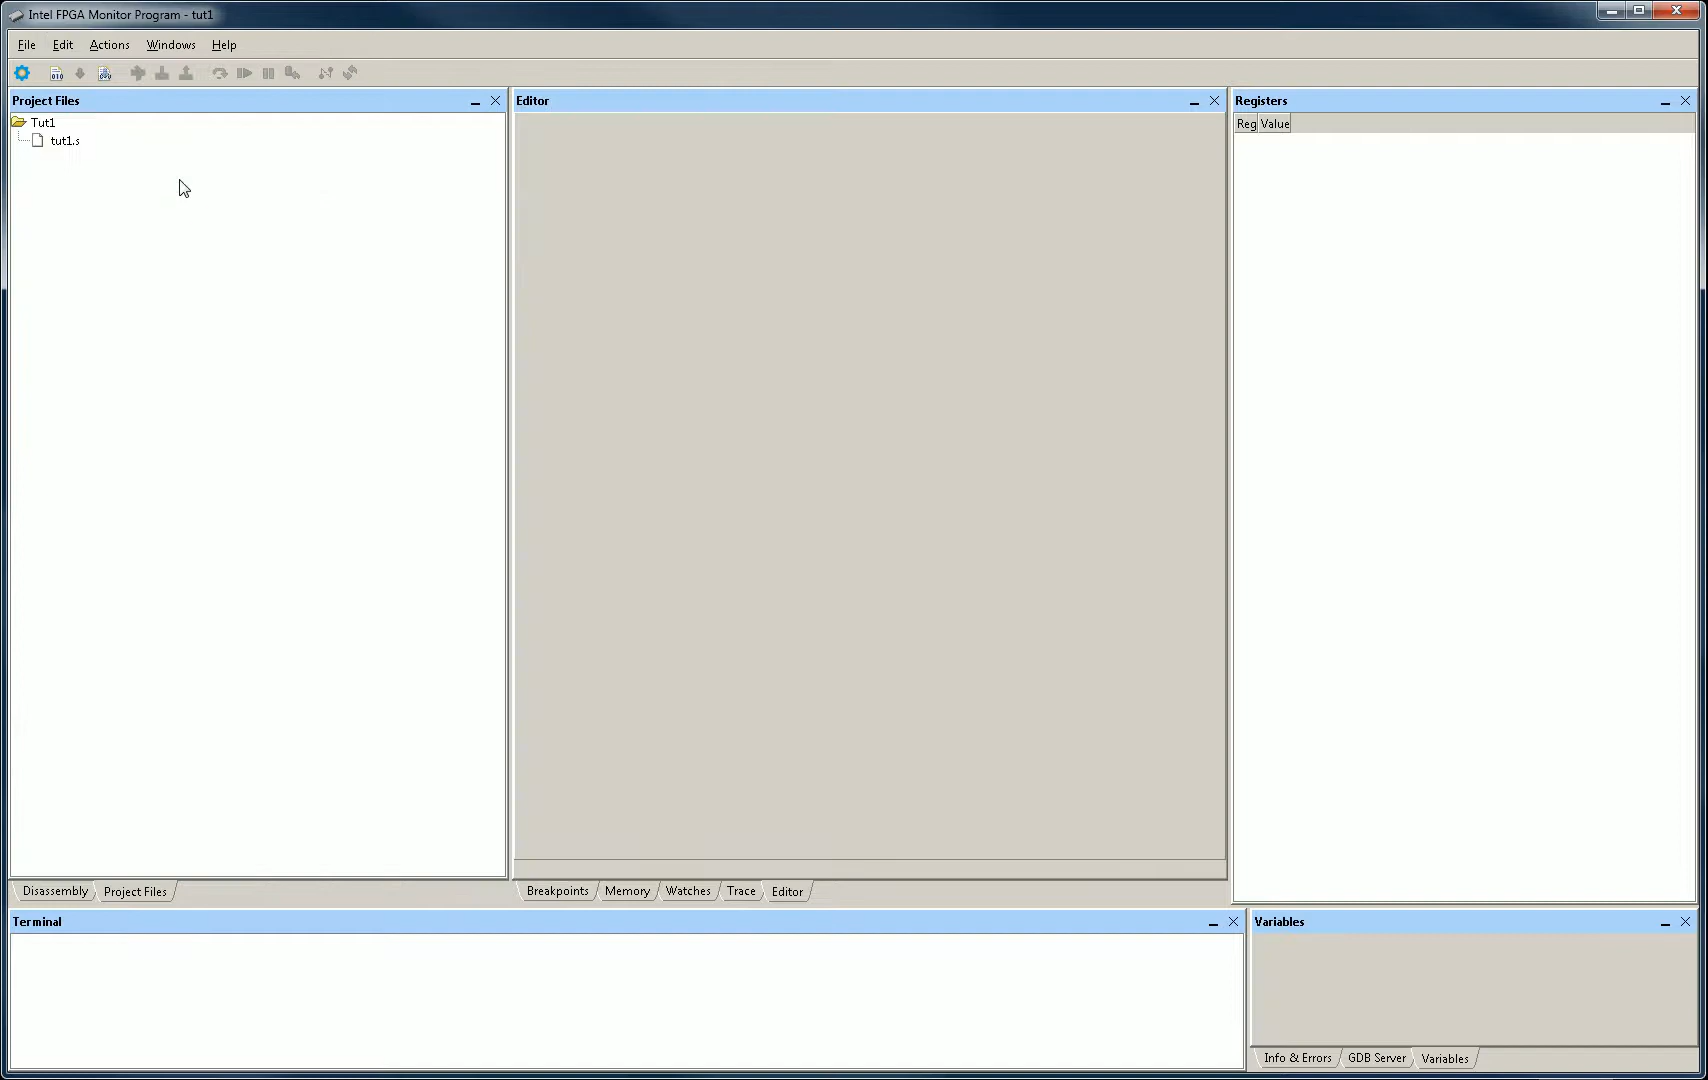 Intel FPGA Monitor Program - tut1
File Edit Actions Windows Help
Project Files
Tut1
tut1.s
Disassembly Project Files
Editor
Breakpoints Memory Watches Trace Editor
Registers
Reg Value
Terminal
Variables
Info & Errors GDB Server Variables